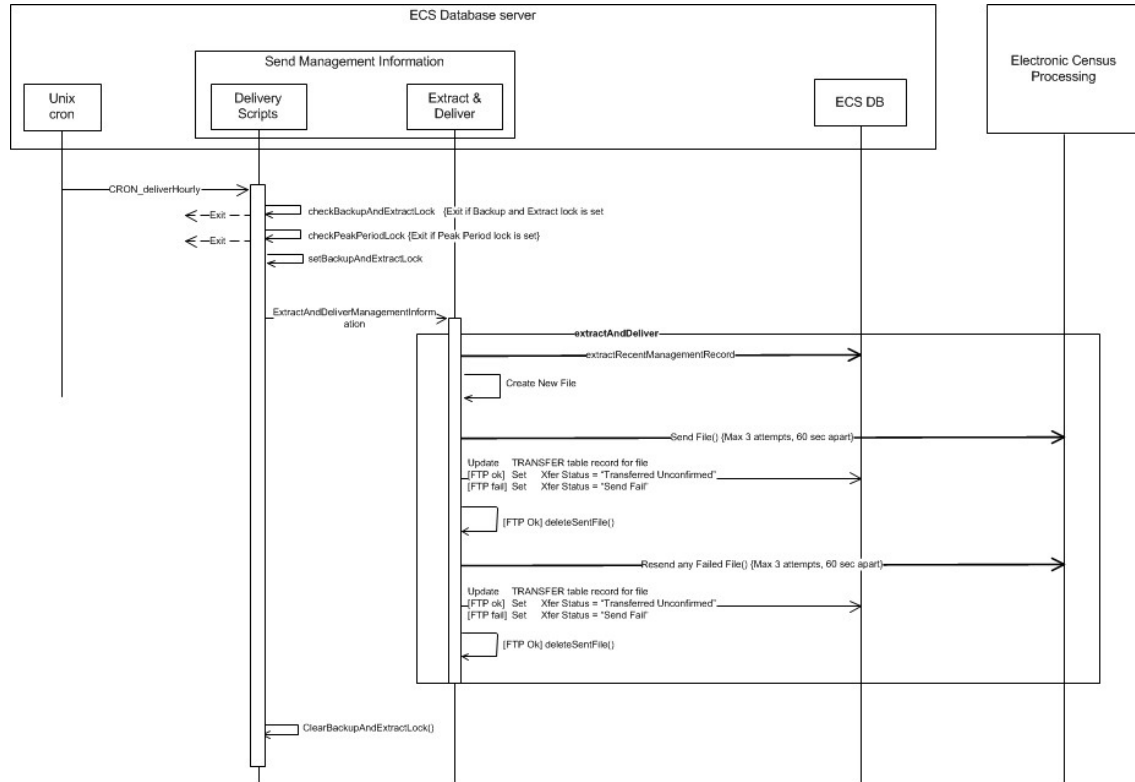 ECS Database server
Send Management Information
Unix
cron
Delivery
Scripts
Extract &
Deliver
ECS DB
Electronic Census
Processing
CRON_deliverHourly
Exit
checkBackupAndExtractLock {Exit if Backup and Extract lock is set
Exit
checkPeakPeriodLock {Exit if Peak Period lock is set}
setBackupAndExtractLock
ExtractAndDeliverManagementInform
ation
extractAndDeliver
extractRecentManagementRecord
Create New File
Send File() {Max 3 attempts, 60 sec apart}
Update TRANSFER table record for file
[FTP ok] Set Xfer Status = "Transferred Unconfirmed"
[FTP fail] Set Xfer Status = "Send Fail"
[FTP Ok] deleteSentFile()
Resend any Failed File() {Max 3 attempts, 60 sec apart}
Update TRANSFER table record for file
[FTP ok] Set Xfer Status = "Transferred Unconfirmed"
[FTP fail] Set Xfer Status = "Send Fail"
[FTP Ok] deleteSentFile()
ClearBackupAndExtractLock()